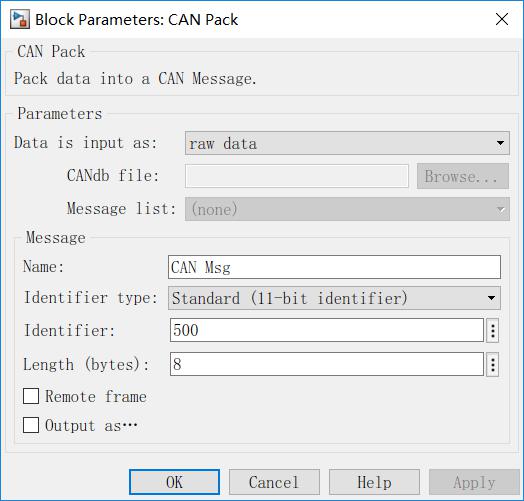 Block Parameters: CAN Pack
CAN Pack
Pack data into a CAN Message.
Parameters
Data is input as: raw data
CANdb file: Browse...
Message list: (none)
Message
Name: CAN Msg
Identifier type: Standard (11-bit identifier)
Identifier: 500
Length (bytes): 8
Remote frame
Output as…
OK Cancel Help Apply